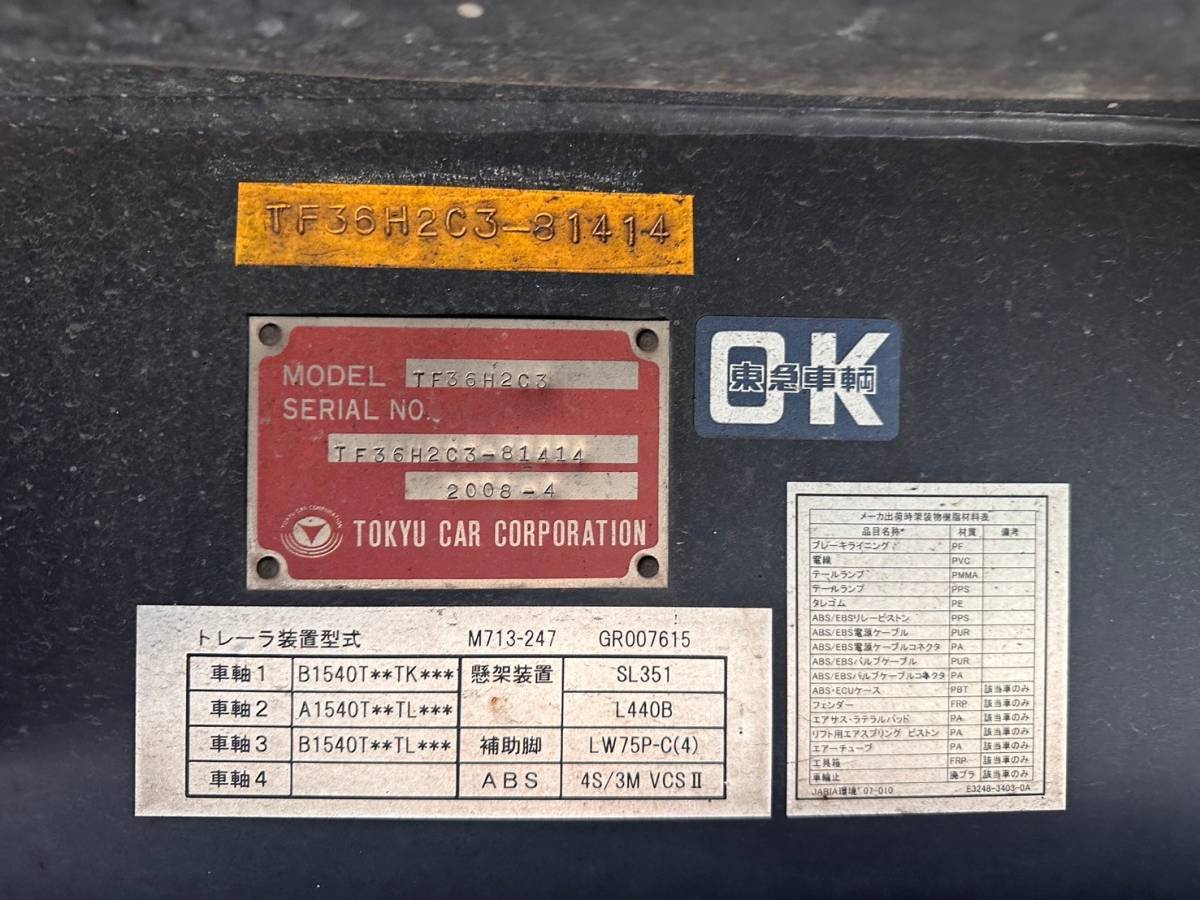 TF36H2C3-81414
MODEL TF36H2C3
SERIAL NO.
TF36H2C3-81414
2008-4
TOKYU CAR CORPORATION
TOKYU CAR CORPORATION
OK
東急車輛
トレーラ装置型式 M713-247 GR007615
車軸1 B1540T**TK*** 懸架装置 SL351
車軸2 A1540T**TL*** L440B
車軸3 B1540T**TL*** 補助脚 LW75P-C(4)
車軸4 ABS 4S/3M VCSⅡ
メーカ出荷時架装物樹脂材料表
品目名称 材質 備考
ブレーキライニング PF
電線 PVC
テールランプ PMMA
テールランプ PPS
タレゴム PE
ABS/EBSリレーピストン PPS
ABS/EBS電源ケーブル PUR
ABS/EBS電源ケーブルコネクタ PA
ABS/EBSバルブケーブル PUR
ABS/EBSバルブケーブルコネクタ PA
ABS・ECUケース PBT 該当車のみ
フェンダー FRP 該当車のみ
エアサス・ラテラルパッド PA 該当車のみ
リフト用エアスプリング ピストン PA 該当車のみ
エアーチューブ PA 該当車のみ
工具箱 FRP 該当車のみ
車輪止 廃プラ 該当車のみ
JABIA環境 07-010 E3248-3403-0A